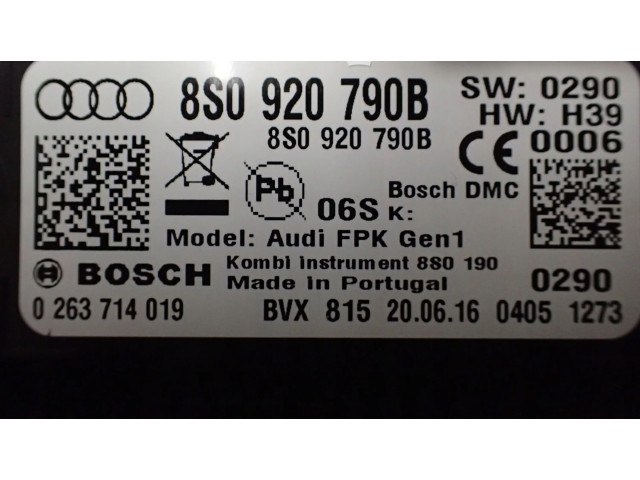 8S0 920 790B SW: 0290
HW: H39
8S0 920 790B CE 0006
Pb Bosch DMC
06S K:
Model: Audi FPK Gen1
BOSCH Kombi instrument 8S0 190 0290
Made in Portugal
0 263 714 019 BVX 815 20.06.16 0405 1273